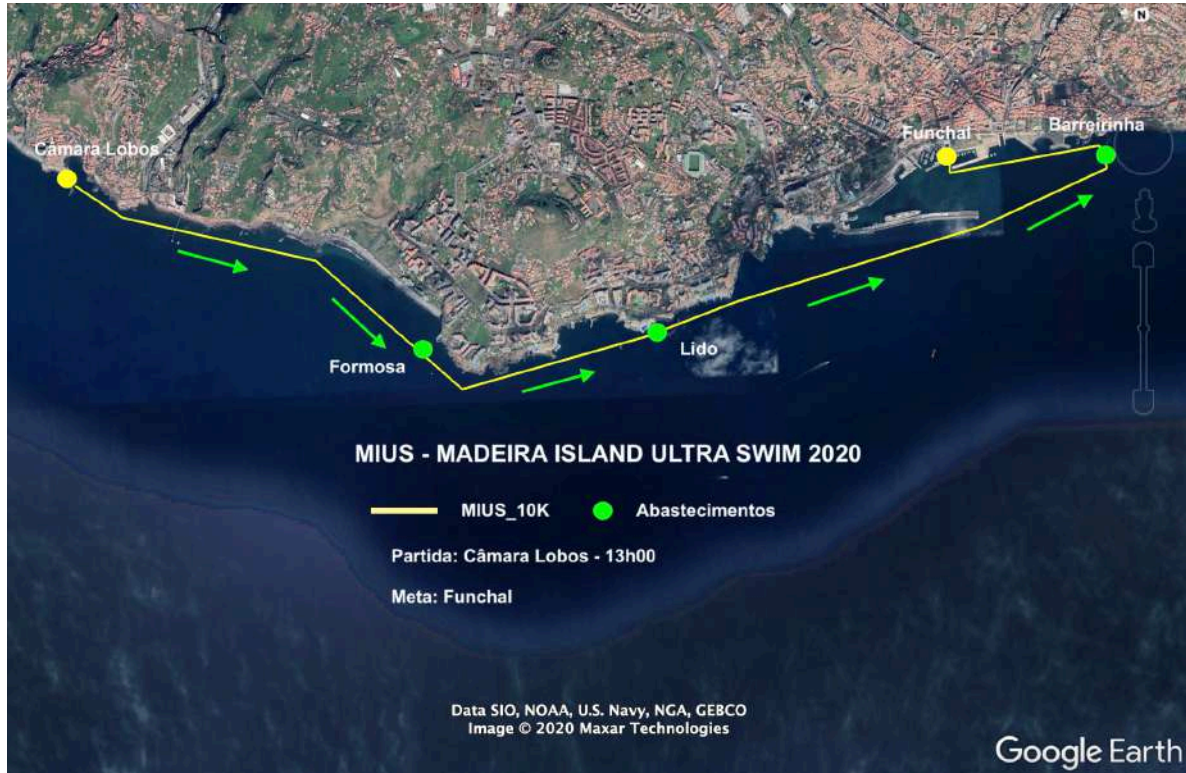 N
Funchal
Barreirinha
Câmara Lobos
Formosa
Lido
MIUS - MADEIRA ISLAND ULTRA SWIM 2020
MIUS_10K
Abastecimentos
Partida: Câmara Lobos - 13h00
Meta: Funchal
Data SIO, NOAA, U.S. Navy, NGA, GEBCO
Image © 2020 Maxar Technologies
Google Earth